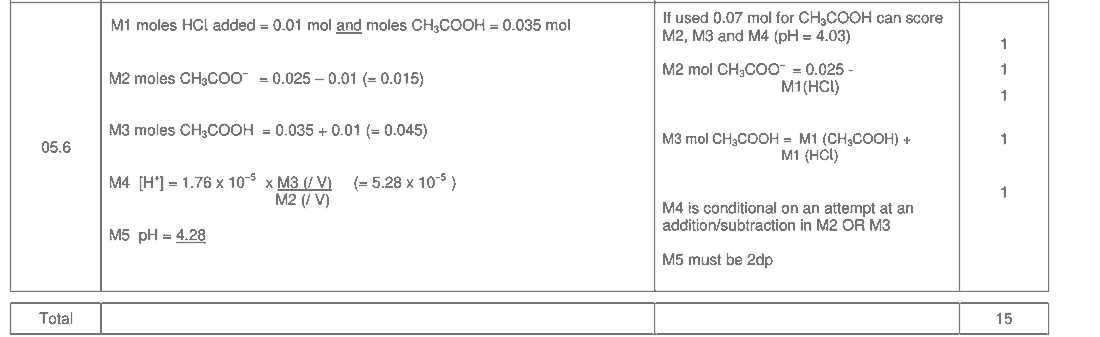 M1 moles HCl added = 0.01 mol and moles CH₃COOH = 0.035 mol
If used 0.07 mol for CH₃COOH can score
M2, M3 and M4 (pH = 4.03)
1
M2 moles CH₃COO⁻ = 0.025 – 0.01 (= 0.015)
M2 mol CH₃COO⁻ = 0.025 -
M1(HCl)
1
1
05.6
M3 moles CH₃COOH = 0.035 + 0.01 (= 0.045)
M3 mol CH₃COOH = M1 (CH₃COOH) +
M1 (HCl)
1
M4 [H⁺] = 1.76 x 10⁻⁵ x M3 (/ V) (= 5.28 x 10⁻⁵ )
M2 (/ V)
1
M4 is conditional on an attempt at an
addition/subtraction in M2 OR M3
M5 pH = 4.28
M5 must be 2dp
Total
15